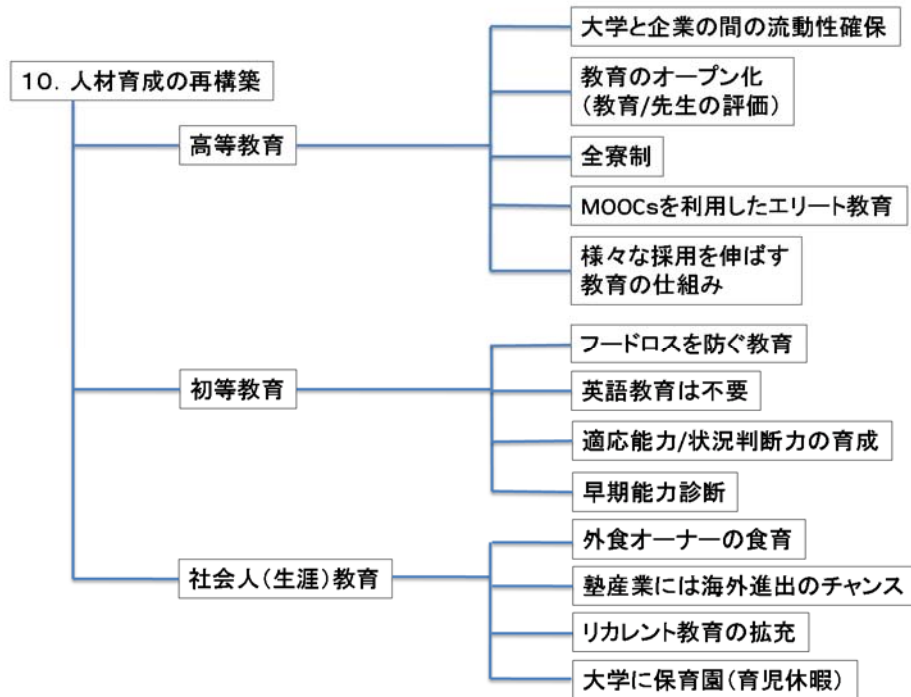 10. 人材育成の再構築
高等教育
大学と企業の間の流動性確保
教育のオープン化
(教育/先生の評価)
全寮制
MOOCsを利用したエリート教育
様々な採用を伸ばす
教育の仕組み
初等教育
フードロスを防ぐ教育
英語教育は不要
適応能力/状況判断力の育成
早期能力診断
社会人(生涯)教育
外食オーナーの食育
塾産業には海外進出のチャンス
リカレント教育の拡充
大学に保育園(育児休暇)